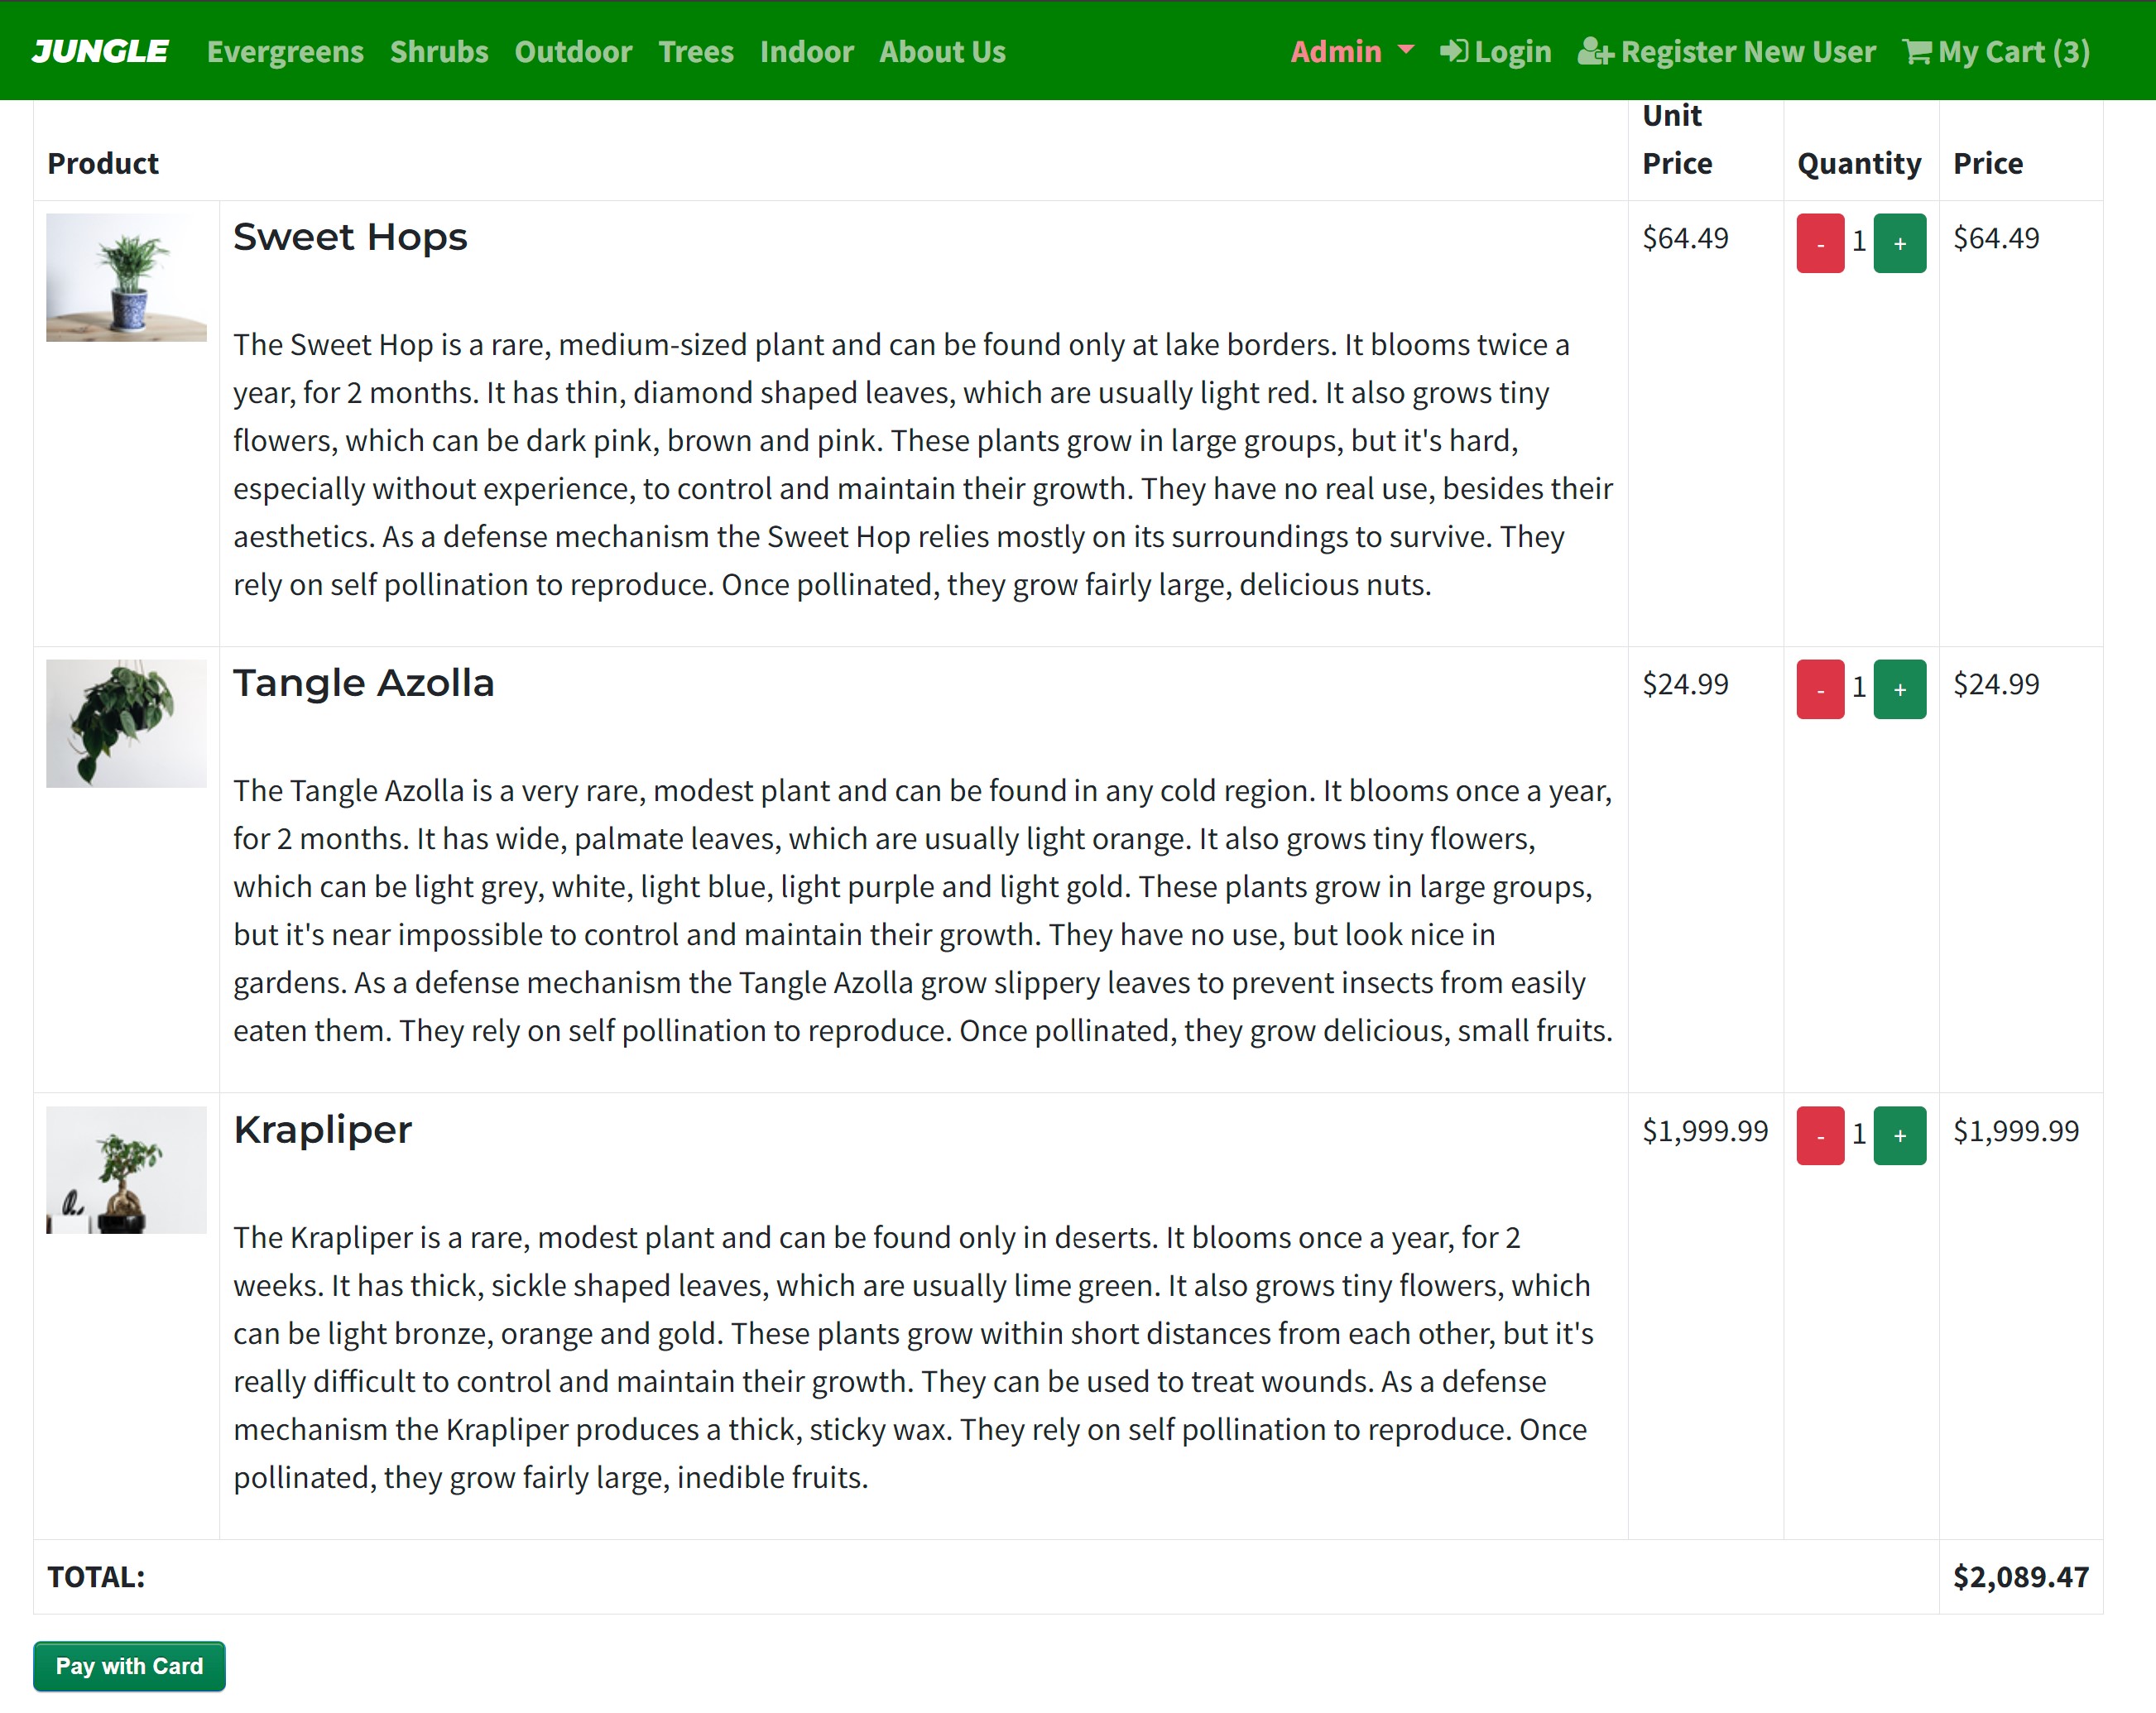 JUNGLE Evergreens Shrubs Outdoor Trees Indoor About Us Admin Login Register New User My Cart (3)
Product Unit Price Quantity Price
Sweet Hops $64.49 - 1 + $64.49
The Sweet Hop is a rare, medium-sized plant and can be found only at lake borders. It blooms twice a
year, for 2 months. It has thin, diamond shaped leaves, which are usually light red. It also grows tiny
flowers, which can be dark pink, brown and pink. These plants grow in large groups, but it's hard,
especially without experience, to control and maintain their growth. They have no real use, besides their
aesthetics. As a defense mechanism the Sweet Hop relies mostly on its surroundings to survive. They
rely on self pollination to reproduce. Once pollinated, they grow fairly large, delicious nuts.
Tangle Azolla $24.99 - 1 + $24.99
The Tangle Azolla is a very rare, modest plant and can be found in any cold region. It blooms once a year,
for 2 months. It has wide, palmate leaves, which are usually light orange. It also grows tiny flowers,
which can be light grey, white, light blue, light purple and light gold. These plants grow in large groups,
but it's near impossible to control and maintain their growth. They have no use, but look nice in
gardens. As a defense mechanism the Tangle Azolla grow slippery leaves to prevent insects from easily
eaten them. They rely on self pollination to reproduce. Once pollinated, they grow delicious, small fruits.
Krapliper $1,999.99 - 1 + $1,999.99
The Krapliper is a rare, modest plant and can be found only in deserts. It blooms once a year, for 2
weeks. It has thick, sickle shaped leaves, which are usually lime green. It also grows tiny flowers, which
can be light bronze, orange and gold. These plants grow within short distances from each other, but it's
really difficult to control and maintain their growth. They can be used to treat wounds. As a defense
mechanism the Krapliper produces a thick, sticky wax. They rely on self pollination to reproduce. Once
pollinated, they grow fairly large, inedible fruits.
TOTAL: $2,089.47
Pay with Card